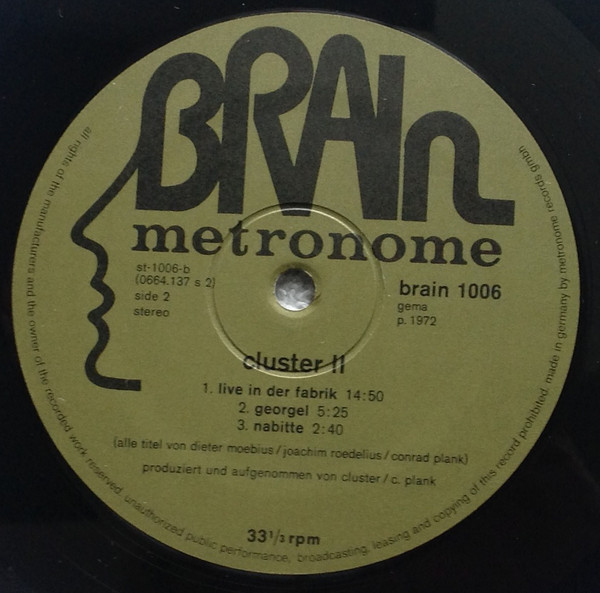 BRAIn
metronome
st-1006-b
(0664.137 s 2)
side 2
stereo
brain 1006
gema
p. 1972
cluster II
1. live in der fabrik 14:50
2. georgel 5:25
3. nabitte 2:40
(alle titel von dieter moebius/joachim roedelius/conrad plank)
produziert und aufgenommen von cluster/c. plank
33 1/3 rpm
all rights of the manufacturers and the owner of the recorded work reserved. unauthorized public performance, broadcasting, leasing and copying of this record prohibited. made in germany by metronome records gmbh